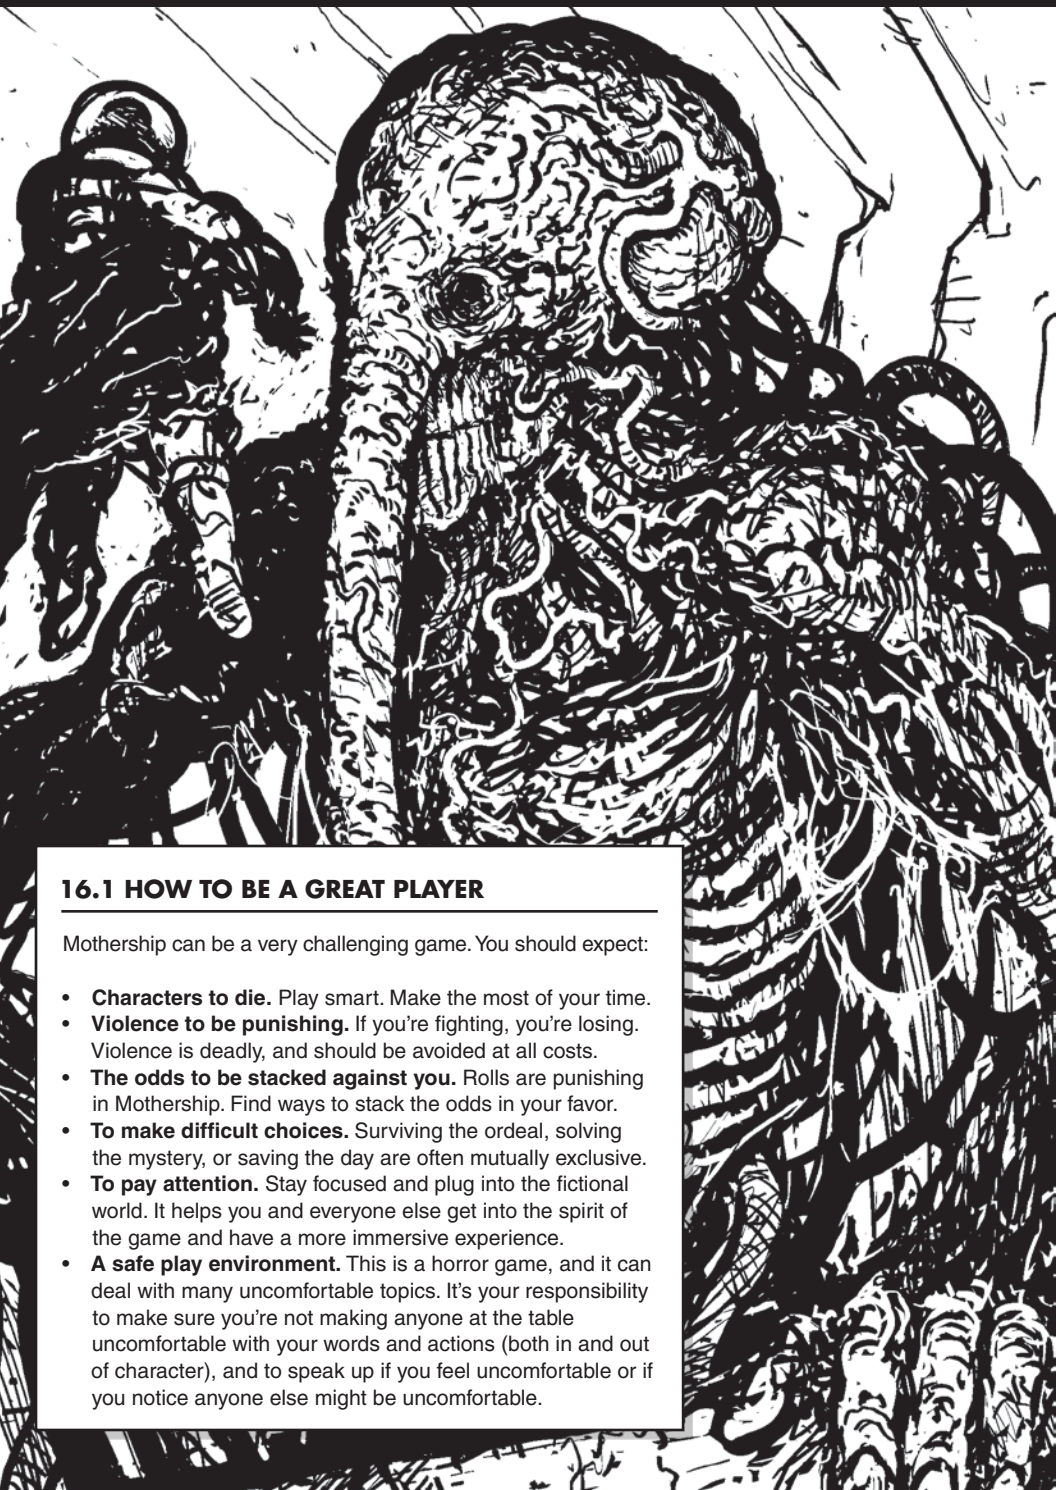 16.1 HOW TO BE A GREAT PLAYER
Mothership can be a very challenging game. You should expect:
• Characters to die. Play smart. Make the most of your time.
• Violence to be punishing. If you’re fighting, you’re losing.
Violence is deadly, and should be avoided at all costs.
• The odds to be stacked against you. Rolls are punishing
in Mothership. Find ways to stack the odds in your favor.
• To make difficult choices. Surviving the ordeal, solving
the mystery, or saving the day are often mutually exclusive.
• To pay attention. Stay focused and plug into the fictional
world. It helps you and everyone else get into the spirit of
the game and have a more immersive experience.
• A safe play environment. This is a horror game, and it can
deal with many uncomfortable topics. It’s your responsibility
to make sure you’re not making anyone at the table
uncomfortable with your words and actions (both in and out
of character), and to speak up if you feel uncomfortable or if
you notice anyone else might be uncomfortable.